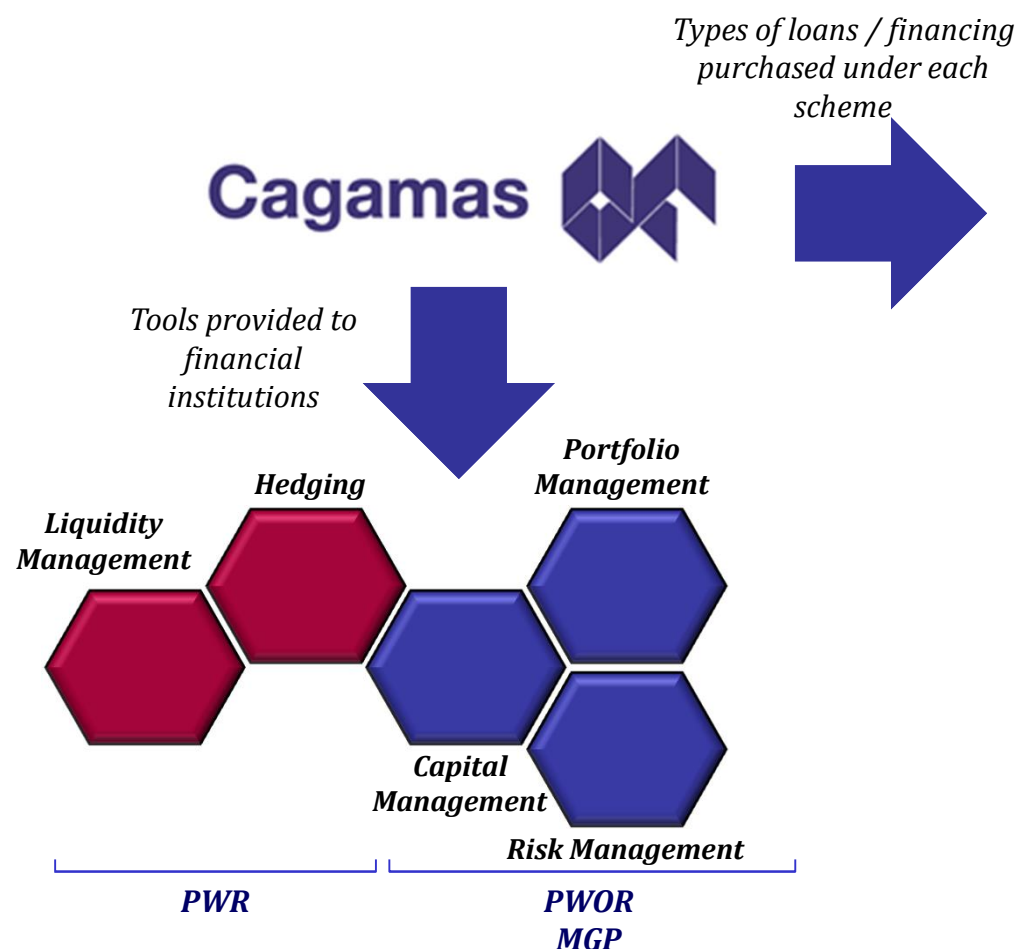 Types of loans / financing
purchased under each
scheme
Cagamas
Tools provided to
financial
institutions
Portfolio
Management
Hedging
Liquidity
Management
Capital
Management
Risk Management
PWR
PWOR
MGP